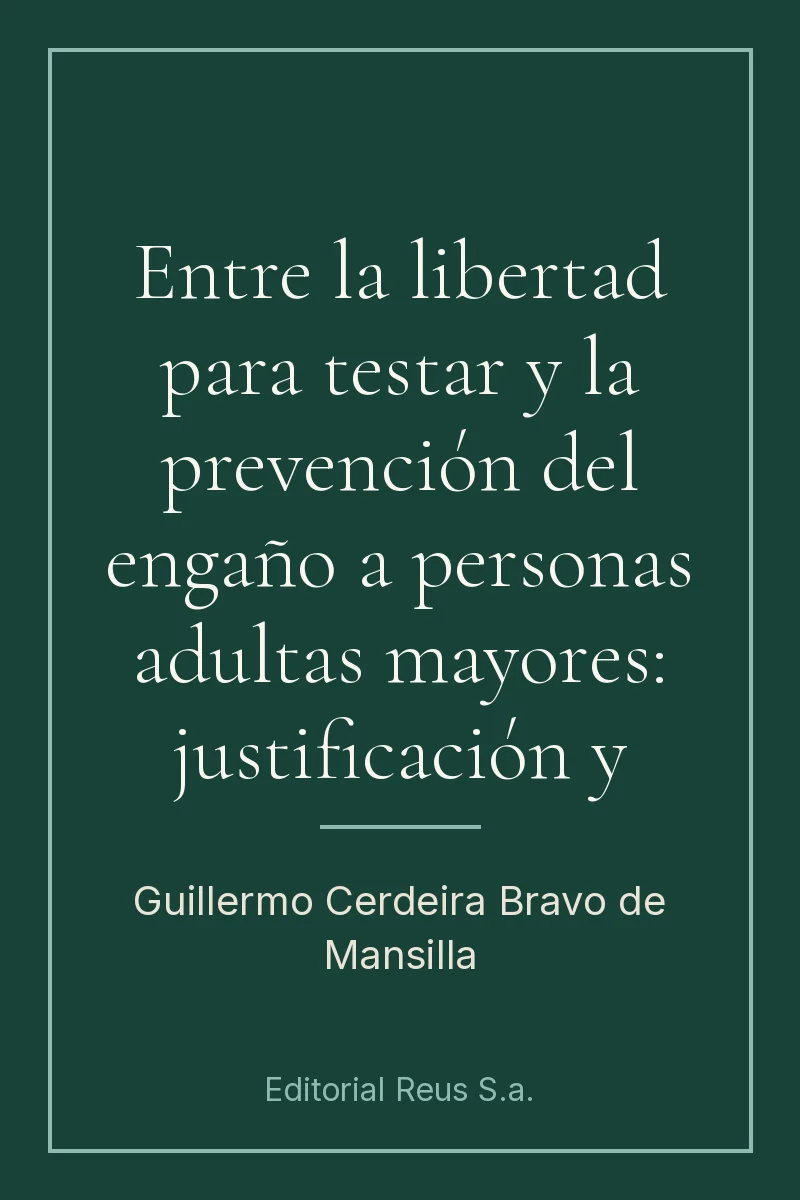 Entre la libertad
para testar y la
prevención del
engaño a personas
adultas mayores:
justificación y
Guillermo Cerdeira Bravo de
Mansilla
Editorial Reus S.a.